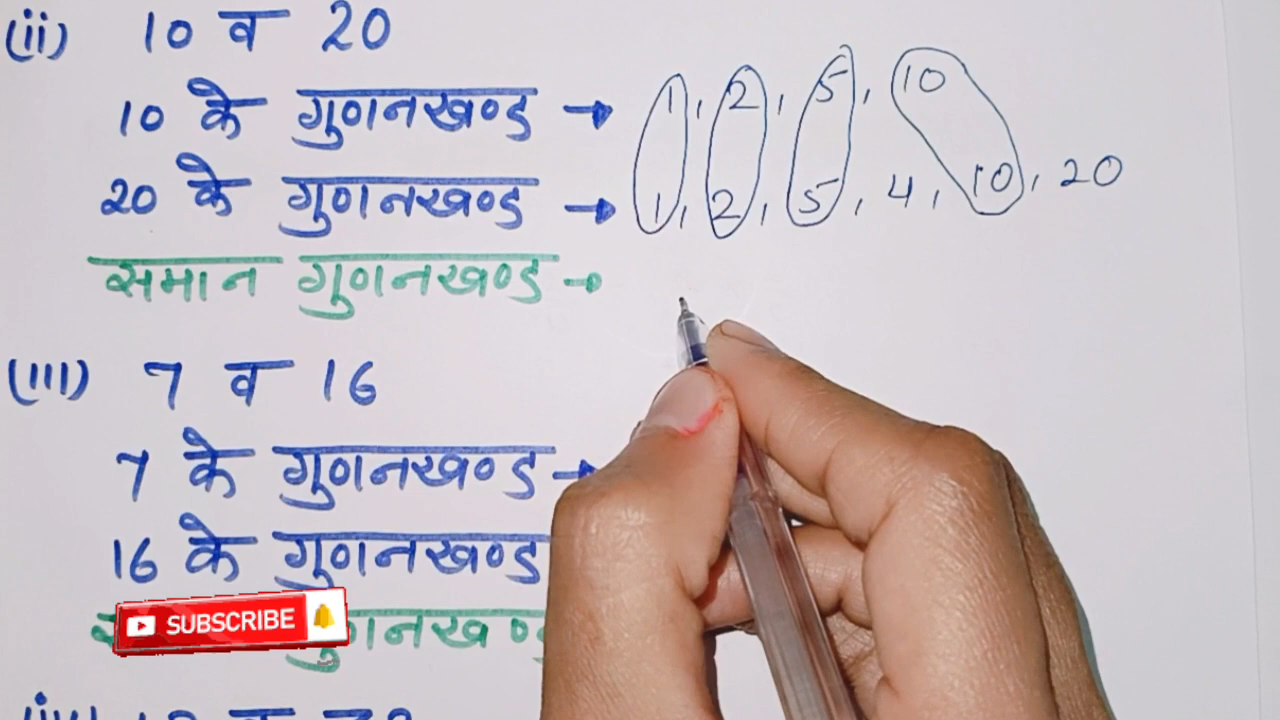 (ii) 10 व 20
10 के गुणनखण्ड → 1, 2, 5, 10
20 के गुणनखण्ड → 1, 2, 5, 4, 10, 20
समान गुणनखण्ड →
(iii) 7 व 16
7 के गुणनखण्ड →
16 के गुणनखण्ड
SUBSCRIBE